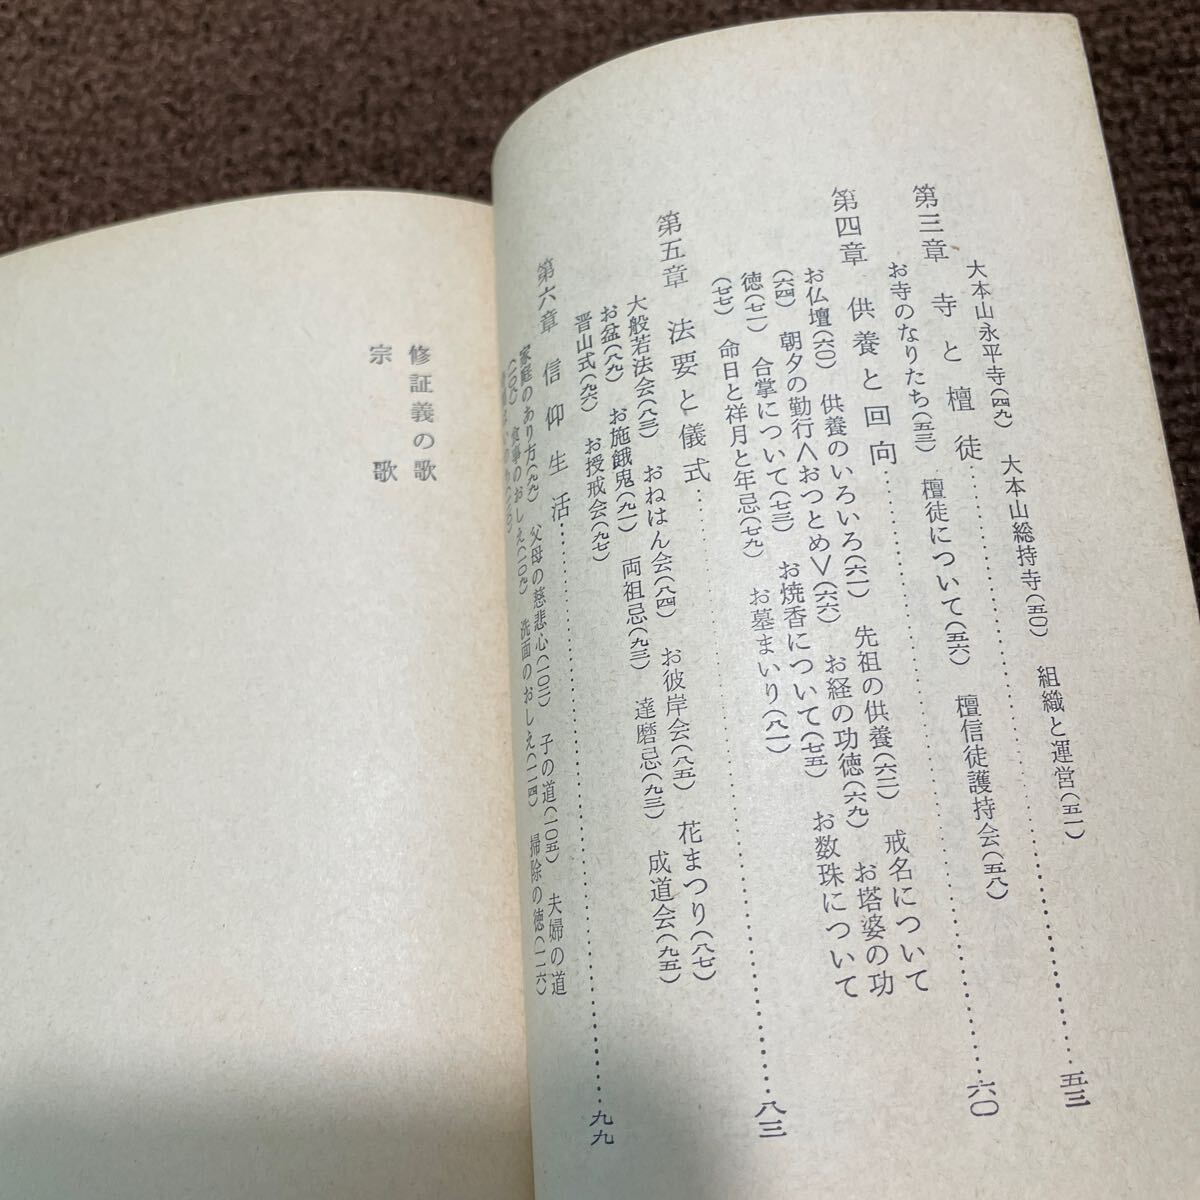 大本山永平寺(四九)　大本山総持寺(五〇)　組織と運営(五一)
第三章　寺と檀徒……………五三
お寺のなりたち(五三)　檀徒について(五六)　檀信徒護持会(五八)
第四章　供養と回向……………六〇
お仏壇(六〇)　供養のいろいろ(六一)　先祖の供養(六二)　戒名について
(六四)　朝夕の勤行〈おつとめ〉(六六)　お経の功徳(六九)　お塔婆の功
徳(七一)　合掌について(七三)　お焼香について(七五)　お数珠について
(七七)　命日と祥月と年忌(七九)　お墓まいり(八一)
第五章　法要と儀式……………八三
大般若法会(八三)　おねはん会(八四)　お彼岸会(八五)　花まつり(八七)
お盆(八九)　お施餓鬼(九一)　両祖忌(九三)　達磨忌(九三)　成道会(九五)
晋山式(九六)　お授戒会(九七)
第六章　信仰生活……………九九
家庭のあり方(九九)　父母の慈悲心(一〇二)　子の道(一〇五)　夫婦の道
食事のおしえ(一〇九)　洗面のおしえ(一一四)　掃除の徳(一一六)
修証義の歌
宗歌